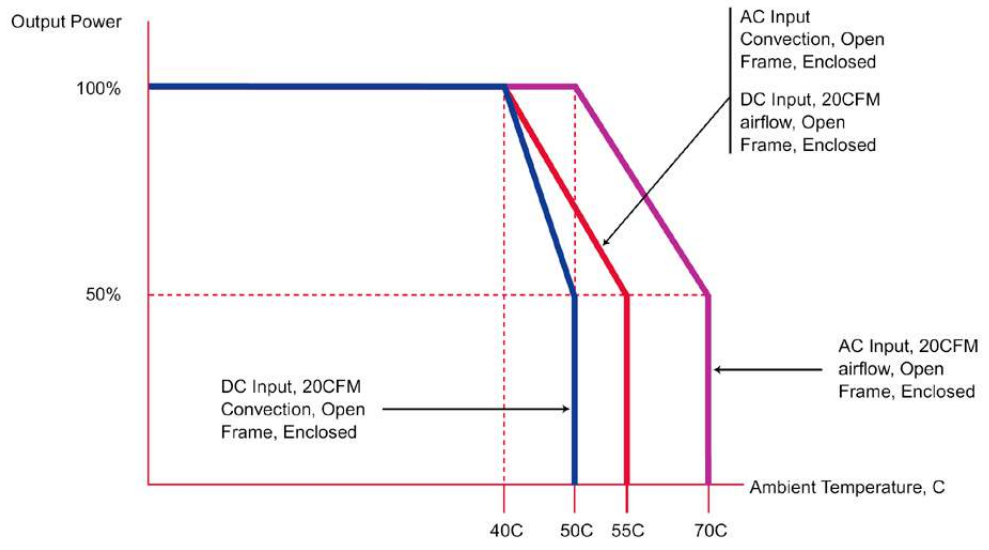 Output Power
100%
50%
AC Input
Convection, Open
Frame, Enclosed
DC Input, 20CFM
airflow, Open
Frame, Enclosed
DC Input, 20CFM
Convection, Open
Frame, Enclosed
AC Input, 20CFM
airflow, Open
Frame, Enclosed
Ambient Temperature, C
40C 50C 55C 70C